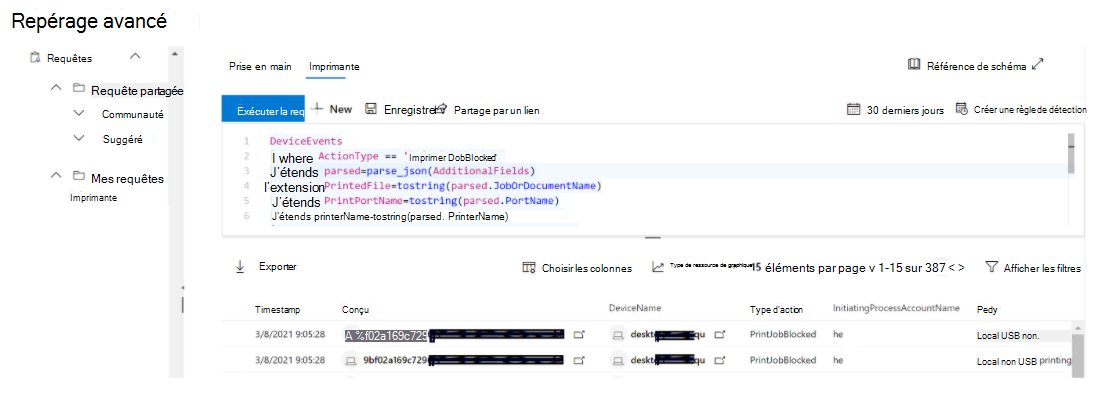 Repérage avancé
Requêtes
Requête partagée
Communauté
Suggéré
Mes requêtes
Imprimante
Prise en main Imprimante
Référence de schéma
Exécuter la req New Enregistrer Partage par un lien
30 derniers jours Créer une règle de détection
1 DeviceEvents
2 I where ActionType == 'Imprimer DobBlocked'
3 J'étends parsed=parse_json(AdditionalFields)
4 l'extension PrintedFile=tostring(parsed.JobOrDocumentName)
5 J'étends PrintPortName=tostring(parsed.PortName)
6 J'étends printerName-tostring(parsed. PrinterName)
Exporter
Choisir les colonnes Type de ressource de graphique 15 éléments par page v 1-15 sur 387 < > Afficher les filtres
Timestamp Conçu DeviceName Type d'action InitiatingProcessAccountName Pedy
3/8/2021 9:05:28 A %f02a169c729 deskt qu PrintJobBlocked he Local USB non.
3/8/2021 9:05:28 9bf02a169c729 deskt qu PrintJobBlocked he Local non USB printing